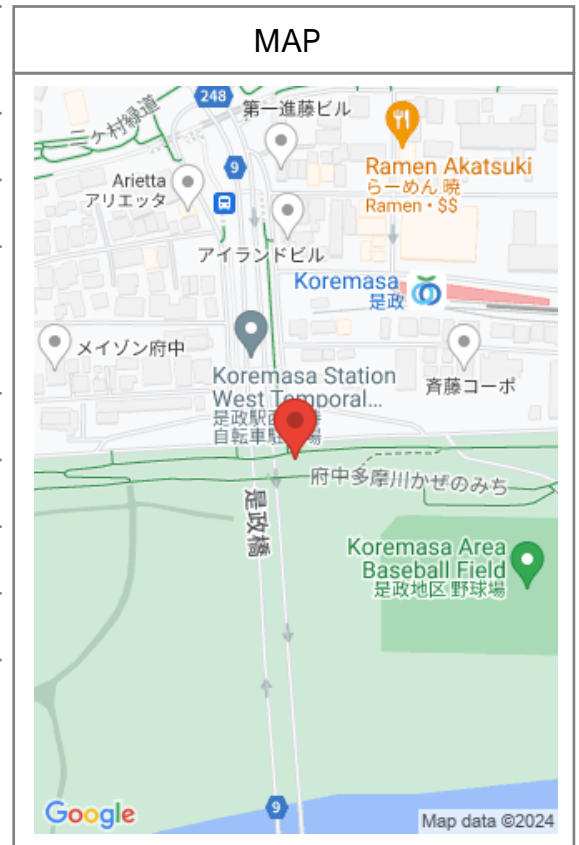 MAP
248
第一進藤ビル
二ケ村緑道
9
Ramen Akatsuki
らーめん 暁
Ramen • $$
Arietta
アリエッタ
アイランドビル
Koremasa
是政
メイゾン府中
Koremasa Station
West Temporal...
是政駅
自転車駐 場
斉藤コーポ
府中多摩川かぜのみち
是政橋
Koremasa Area
Baseball Field
是政地区 野球場
9
Google
Map data ©2024